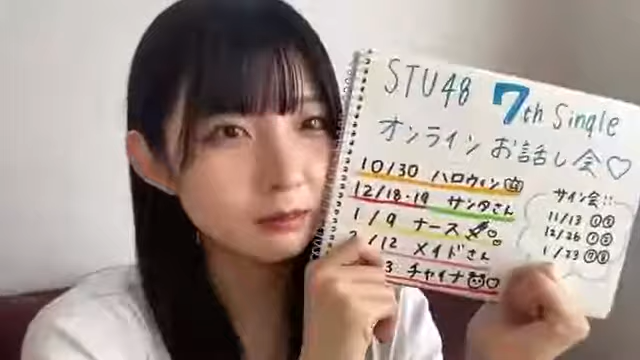 STU48 7th Single
オンライン お話し会♡
10/30 ハロウィン
12/18・19 サンタさん
1/9 ナース
/12 メイドさん
3 チャイナ
サイン会!!
11/13
12/26
1/23